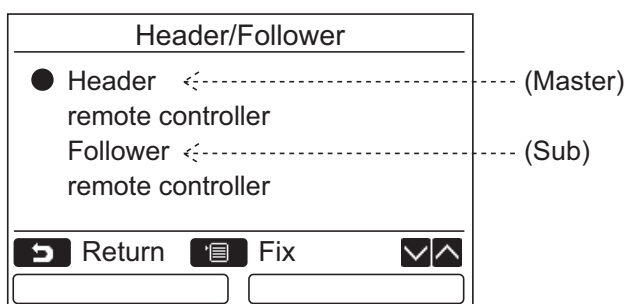 Header/Follower
Header (Master)
remote controller
Follower (Sub)
remote controller
Return Fix